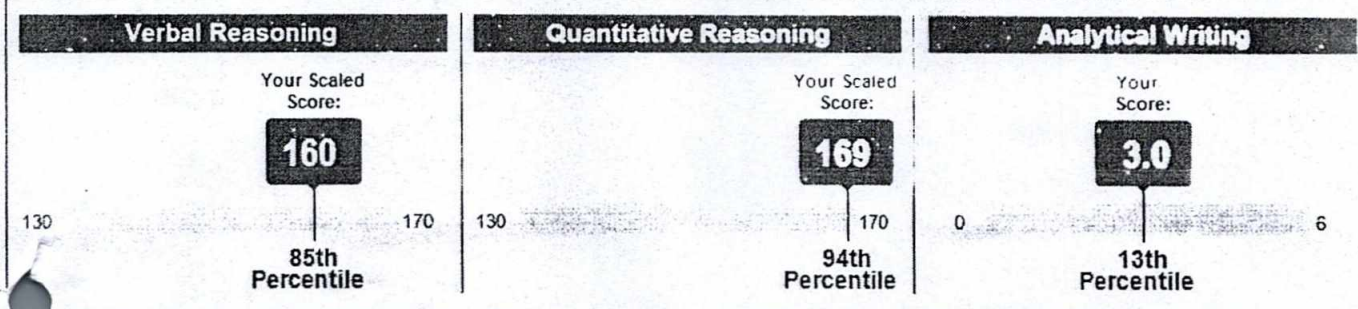 Verbal Reasoning
Your Scaled
Score:
160
130
170
85th
Percentile
Quantitative Reasoning
Your Scaled
Score:
169
130
170
94th
Percentile
Analytical Writing
Your
Score:
3.0
0
6
13th
Percentile